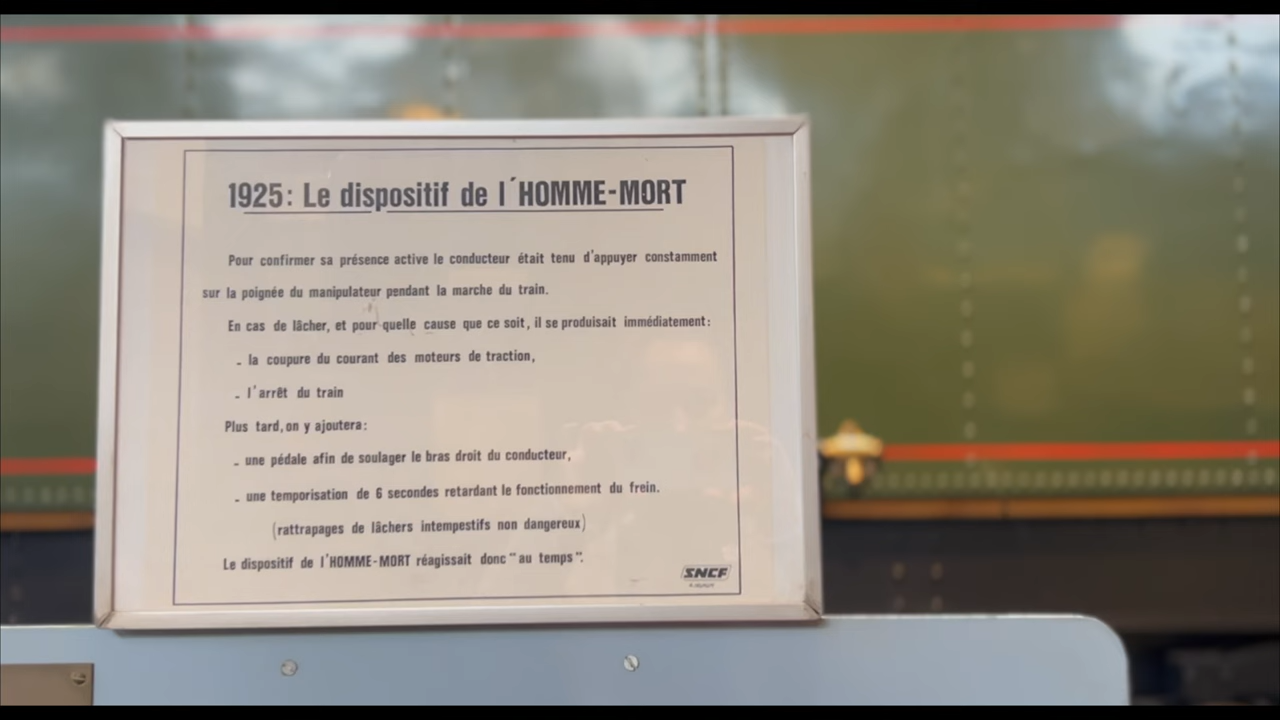 1925: Le dispositif de l'HOMME-MORT
Pour confirmer sa présence active le conducteur était tenu d'appuyer constamment
sur la poignée du manipulateur pendant la marche du train.
En cas de lâcher, et pour quelle cause que ce soit, il se produisait immédiatement:
- la coupure du courant des moteurs de traction,
- l'arrêt du train
Plus tard, on y ajoutera:
- une pédale afin de soulager le bras droit du conducteur,
- une temporisation de 6 secondes retardant le fonctionnement du frein.
(rattrapages de lâchers intempestifs non dangereux)
Le dispositif de l'HOMME-MORT réagissait donc "au temps".
SNCF